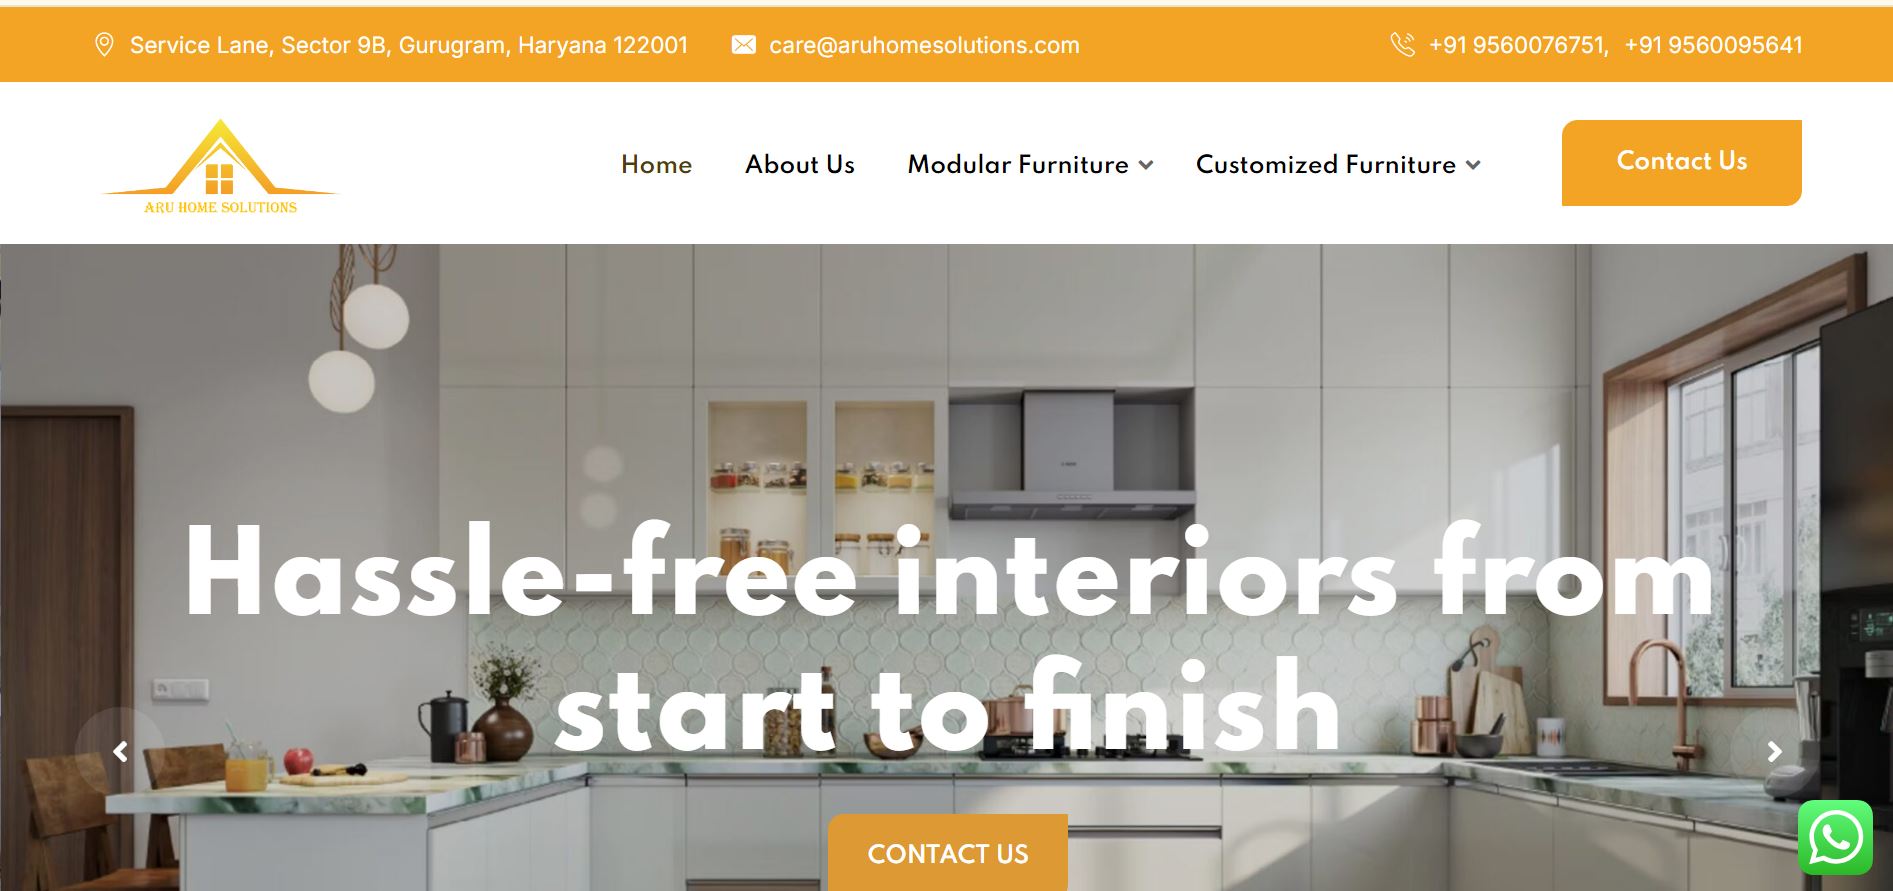 Service Lane, Sector 9B, Gurugram, Haryana 122001
care@aruhomesolutions.com
+91 9560076751, +91 9560095641
ARU HOME SOLUTIONS
Home
About Us
Modular Furniture
Customized Furniture
Contact Us
Hassle-free interiors from
start to finish
CONTACT US